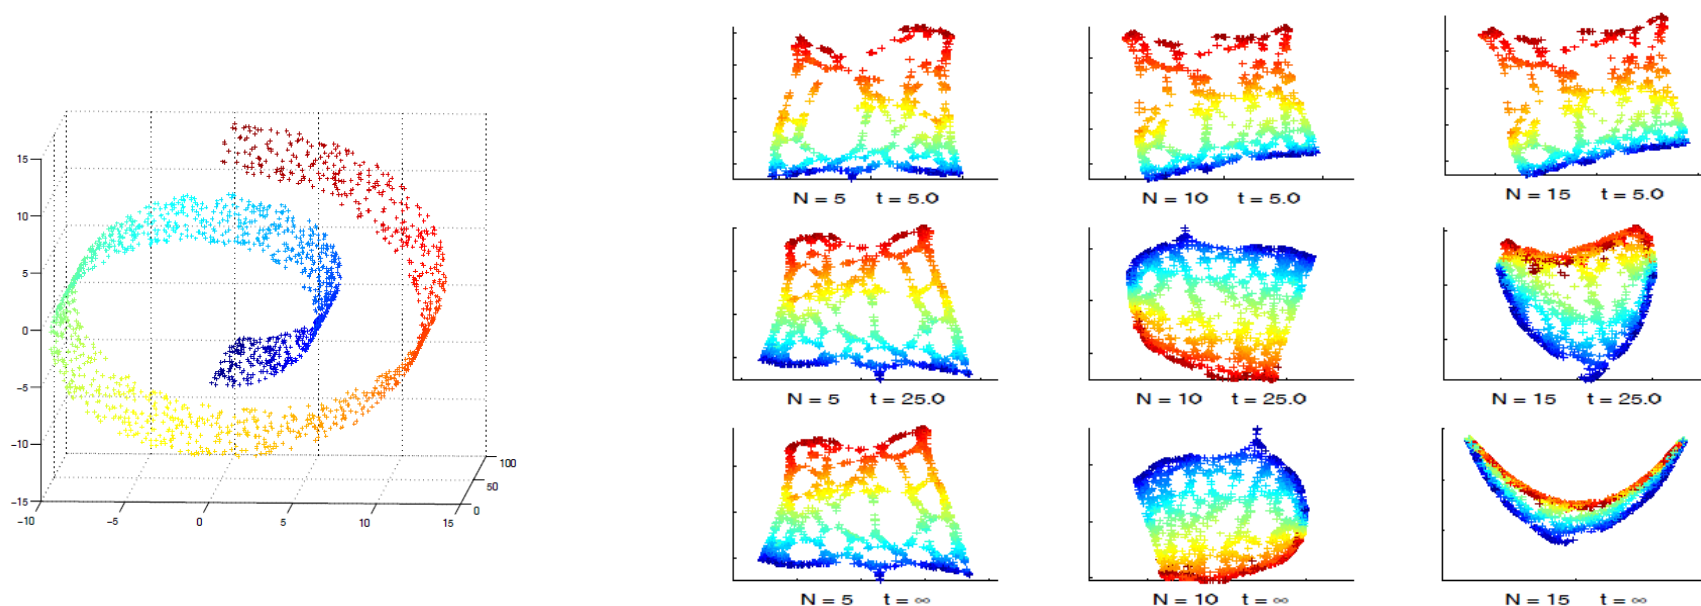 15
10
5
0
−5
−10
−15
−10
−5
0
5
10
15
0
50
100
N = 5 t = 5.0
N = 10 t = 5.0
N = 15 t = 5.0
N = 5 t = 25.0
N = 10 t = 25.0
N = 15 t = 25.0
N = 5 t = ∞
N = 10 t = ∞
N = 15 t = ∞